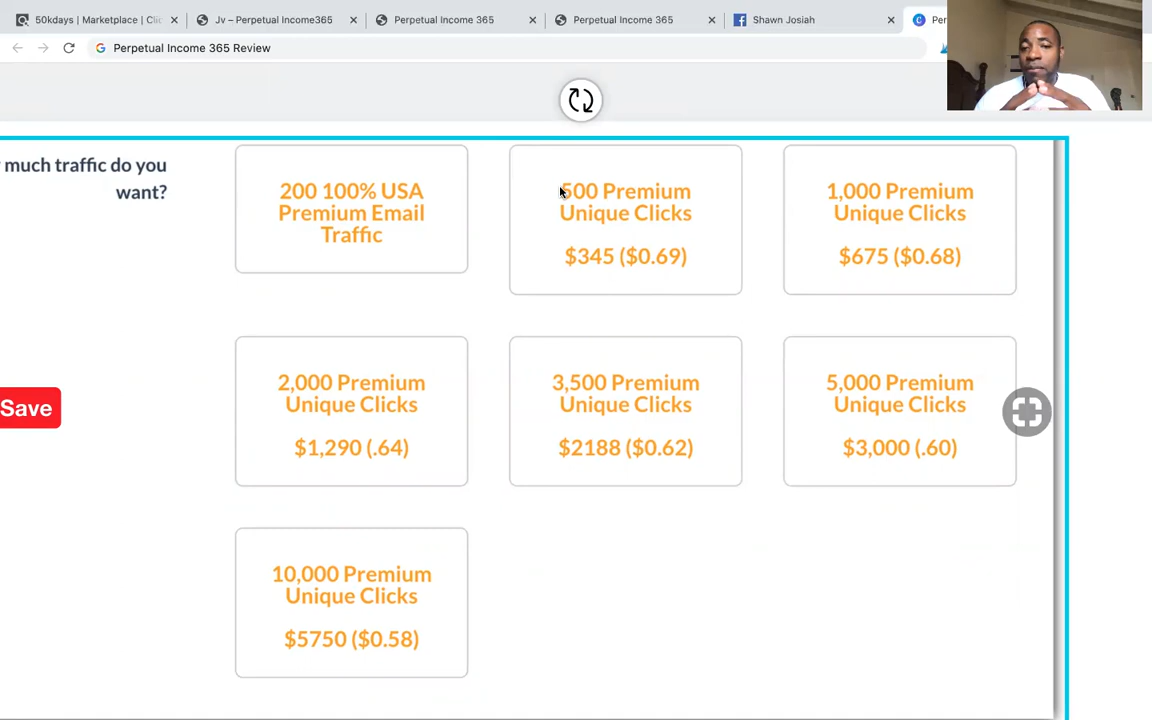 50kdays | Marketplace | Clic
Jv – Perpetual Income365
Perpetual Income 365
Perpetual Income 365
Shawn Josiah
Per
Perpetual Income 365 Review
much traffic do you
want?
200 100% USA
Premium Email
Traffic
500 Premium
Unique Clicks
$345 ($0.69)
1,000 Premium
Unique Clicks
$675 ($0.68)
2,000 Premium
Unique Clicks
$1,290 (.64)
3,500 Premium
Unique Clicks
$2188 ($0.62)
5,000 Premium
Unique Clicks
$3,000 (.60)
Save
10,000 Premium
Unique Clicks
$5750 ($0.58)